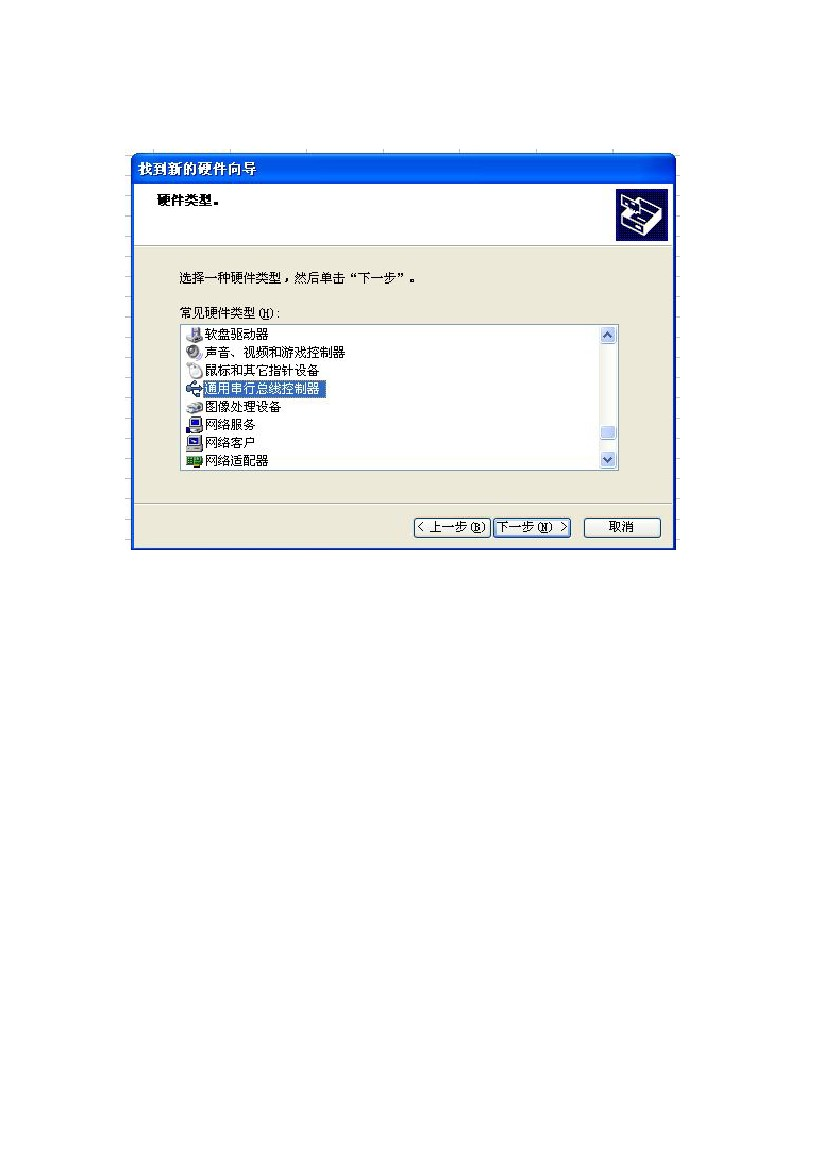 找到新的硬件向导
硬件类型。
选择一种硬件类型，然后单击“下一步”。
常见硬件类型(H):
软盘驱动器
声音、视频和游戏控制器
鼠标和其它指针设备
通用串行总线控制器
图像处理设备
网络服务
网络客户
网络适配器
< 上一步(B) 下一步(N) > 取消